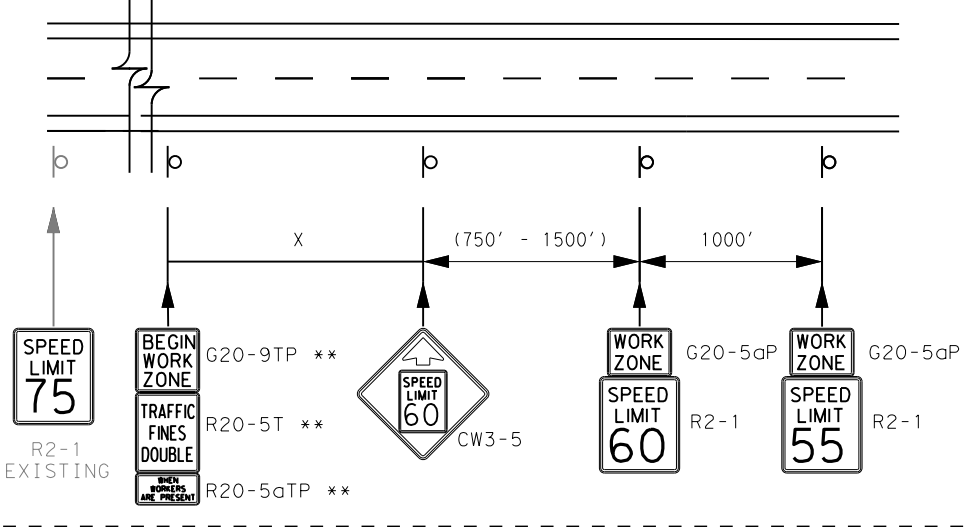 X
(750' - 1500')
1000'
SPEED
LIMIT
75
R2-1
EXISTING
BEGIN
WORK
ZONE
G20-9TP **
TRAFFIC
FINES
DOUBLE
R20-5T **
WHEN
WORKERS
ARE PRESENT
R20-5aTP **
SPEED
LIMIT
60
CW3-5
WORK
ZONE
G20-5aP
SPEED
LIMIT
60
R2-1
WORK
ZONE
G20-5aP
SPEED
LIMIT
55
R2-1